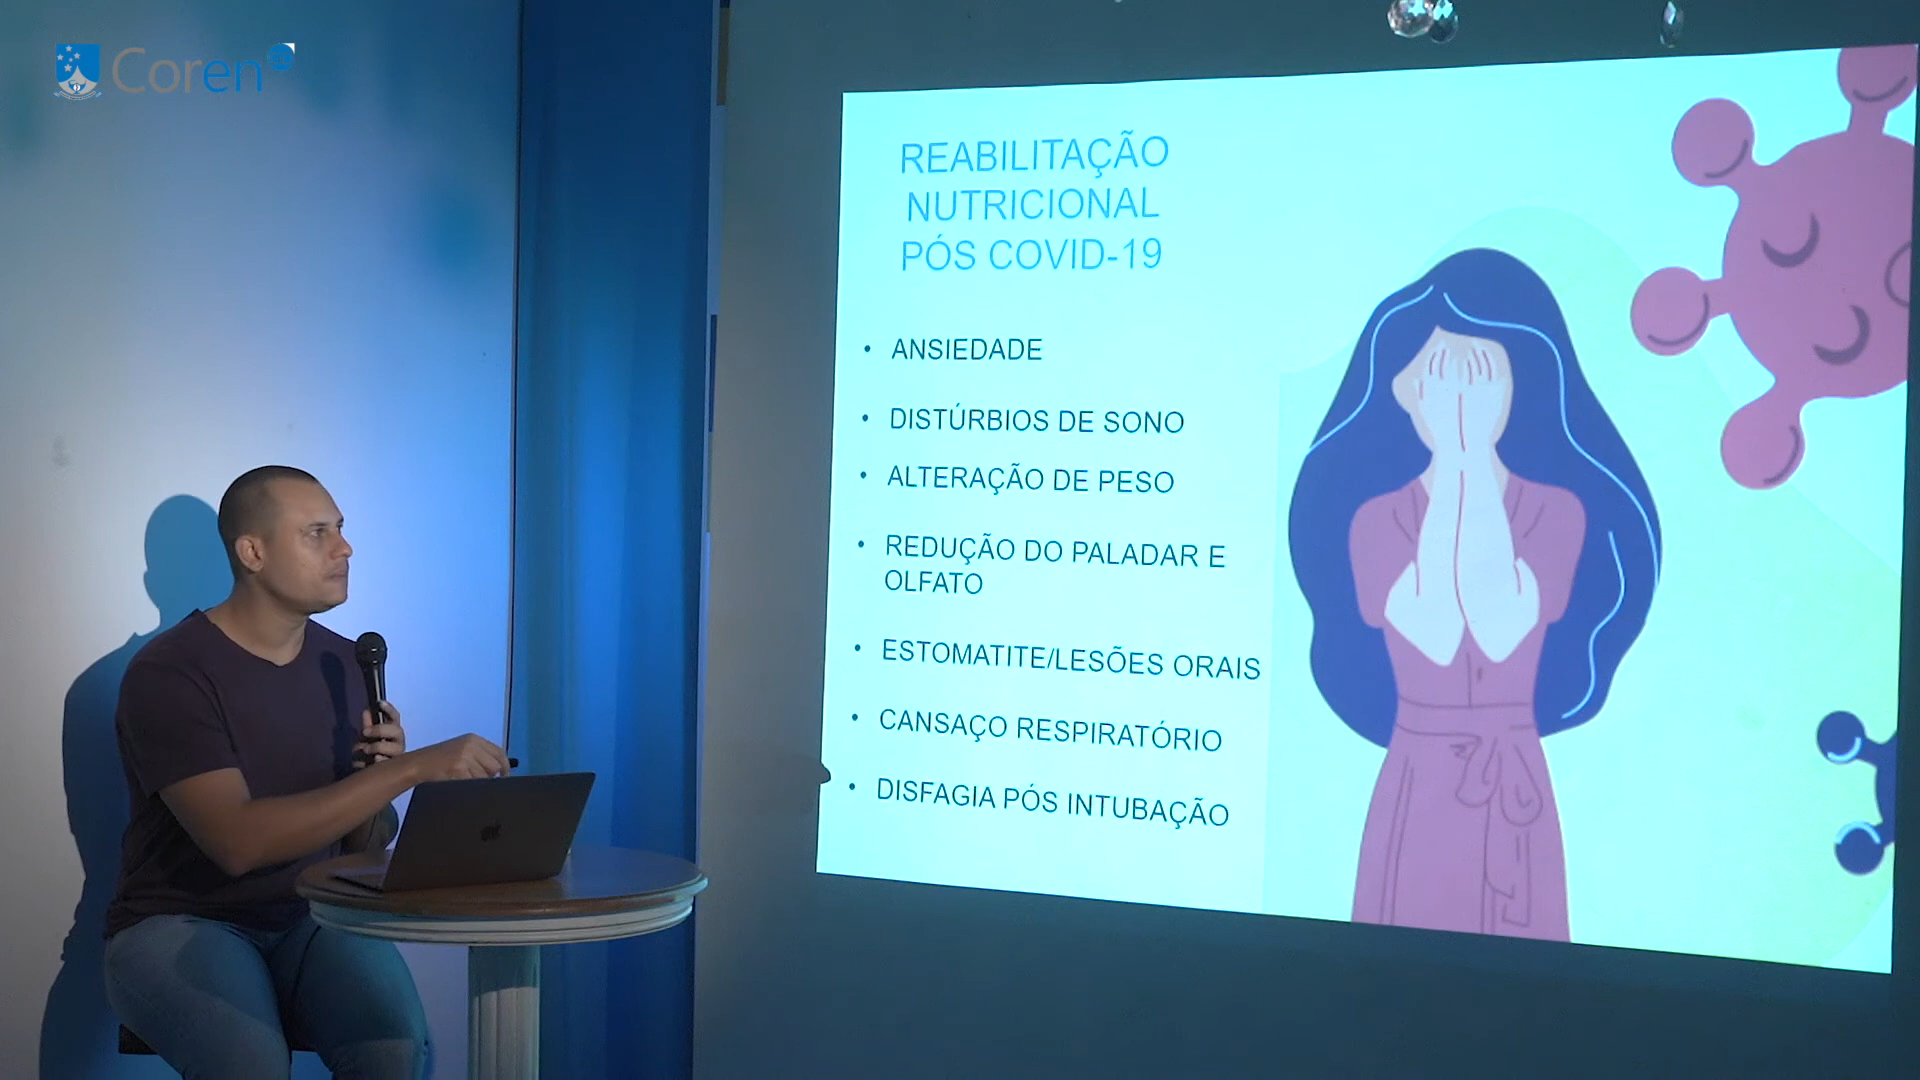 Coren
REABILITAÇÃO
NUTRICIONAL
PÓS COVID-19
• ANSIEDADE
• DISTÚRBIOS DE SONO
• ALTERAÇÃO DE PESO
• REDUÇÃO DO PALADAR E
OLFATO
• ESTOMATITE/LESÕES ORAIS
• CANSAÇO RESPIRATÓRIO
• DISFAGIA PÓS INTUBAÇÃO